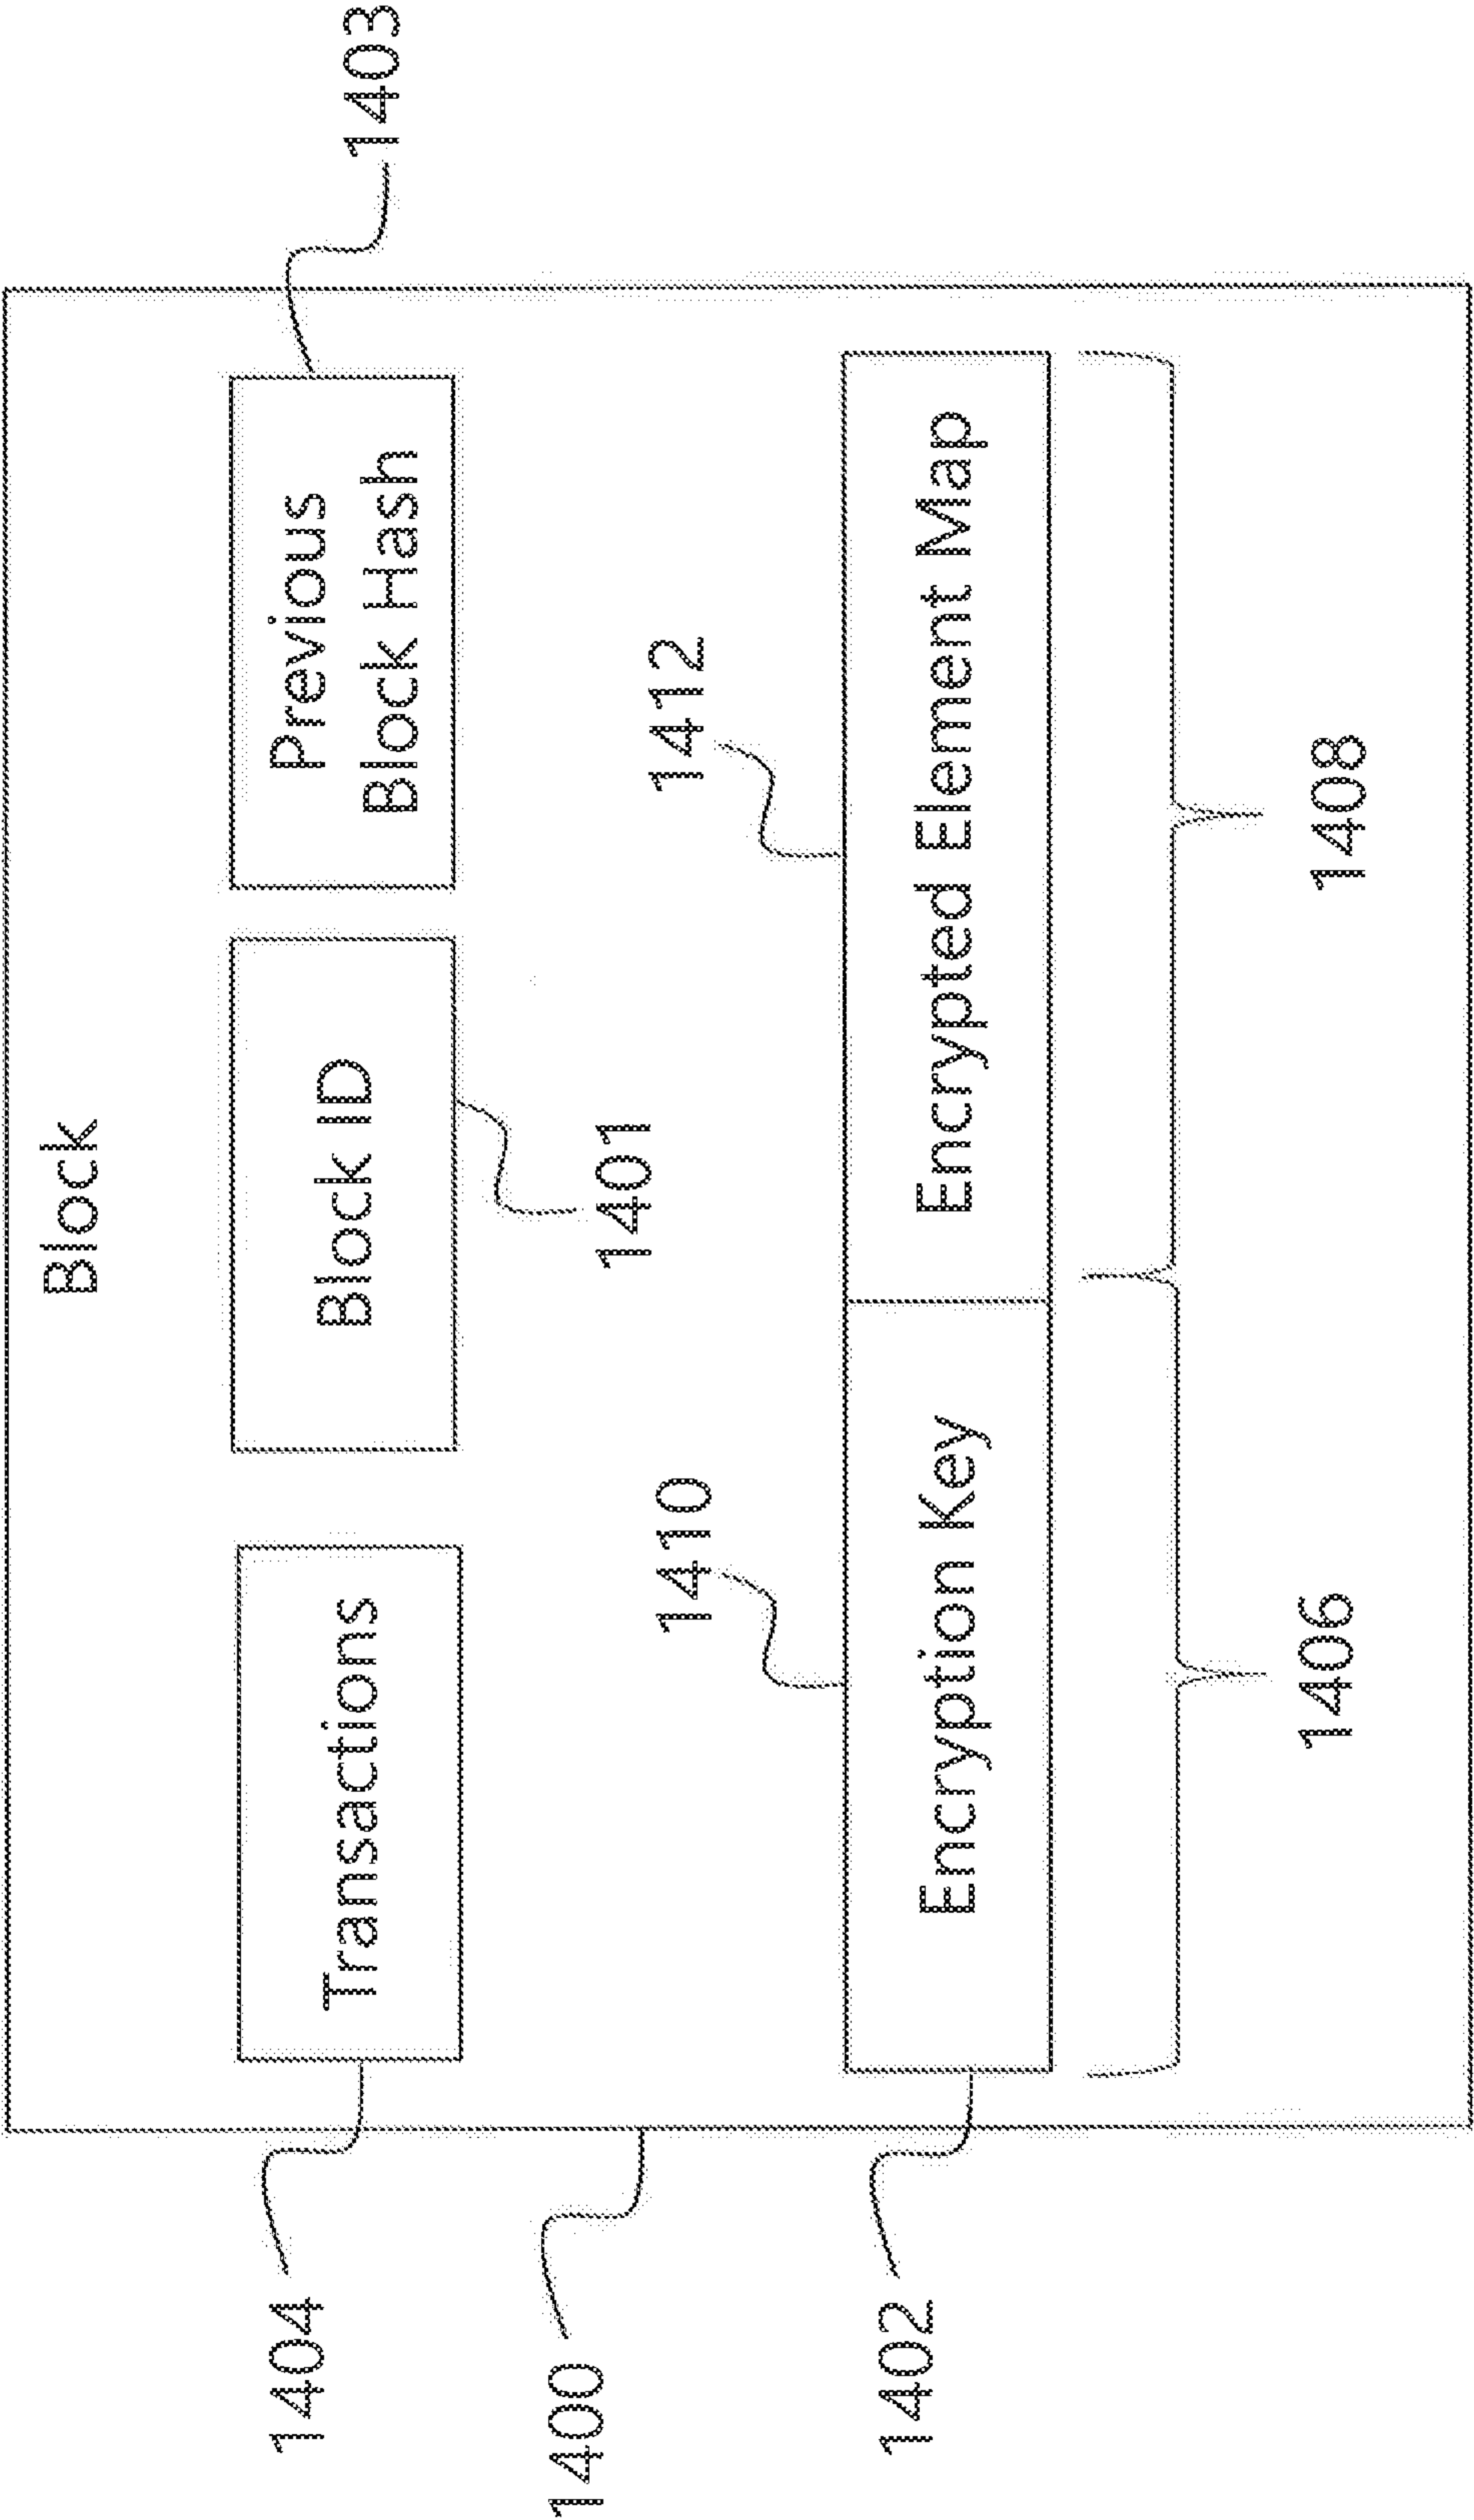 Block
1404
Transactions
Block ID
Previous
Block Hash
1403
1401
1400
1410
1412
1402
Encryption Key
Encrypted Element Map
1406
1408